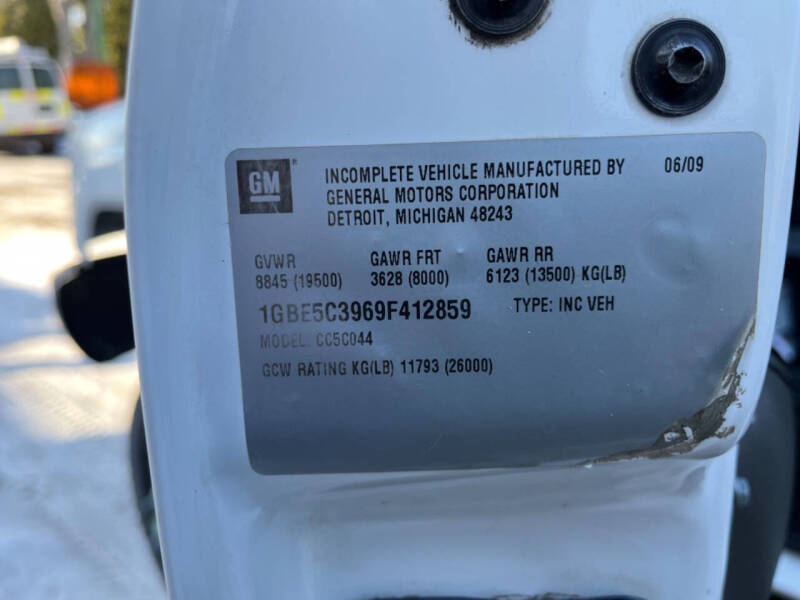 GM ®
INCOMPLETE VEHICLE MANUFACTURED BY 06/09
GENERAL MOTORS CORPORATION
DETROIT, MICHIGAN 48243
GVWR GAWR FRT GAWR RR
8845 (19500) 3628 (8000) 6123 (13500) KG(LB)
1GBE5C3969F412859 TYPE: INC VEH
MODEL: CC5C044
GCW RATING KG(LB) 11793 (26000)